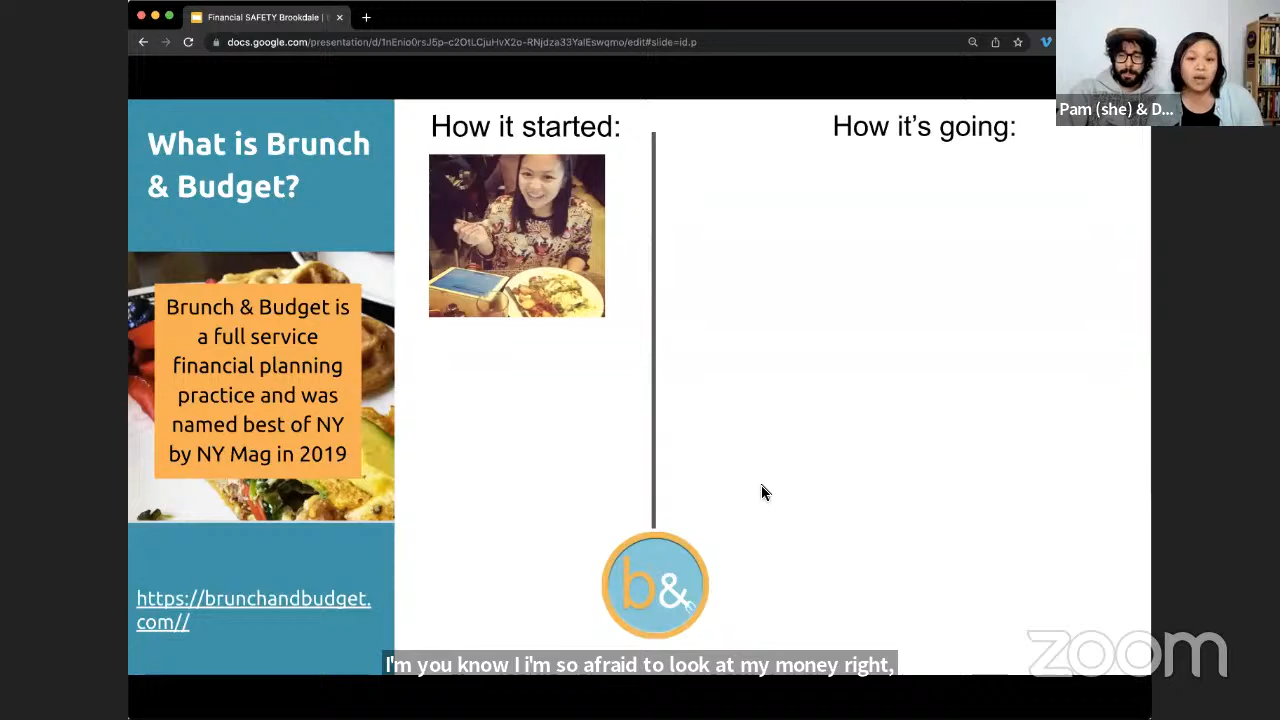 Financial SAFETY Brookdale |
docs.google.com/presentation/d/1nEnio0rsJ5p-c2OtLCjuHvX2o-RNjdza33YalEswqmo/edit#slide=id.p
Pam (she) & D...
What is Brunch
& Budget?
How it started:
How it's going:
Brunch & Budget is
a full service
financial planning
practice and was
named best of NY
by NY Mag in 2019
b&
https://brunchandbudget.
com//
I'm you know I i'm so afraid to look at my money right,
zoom